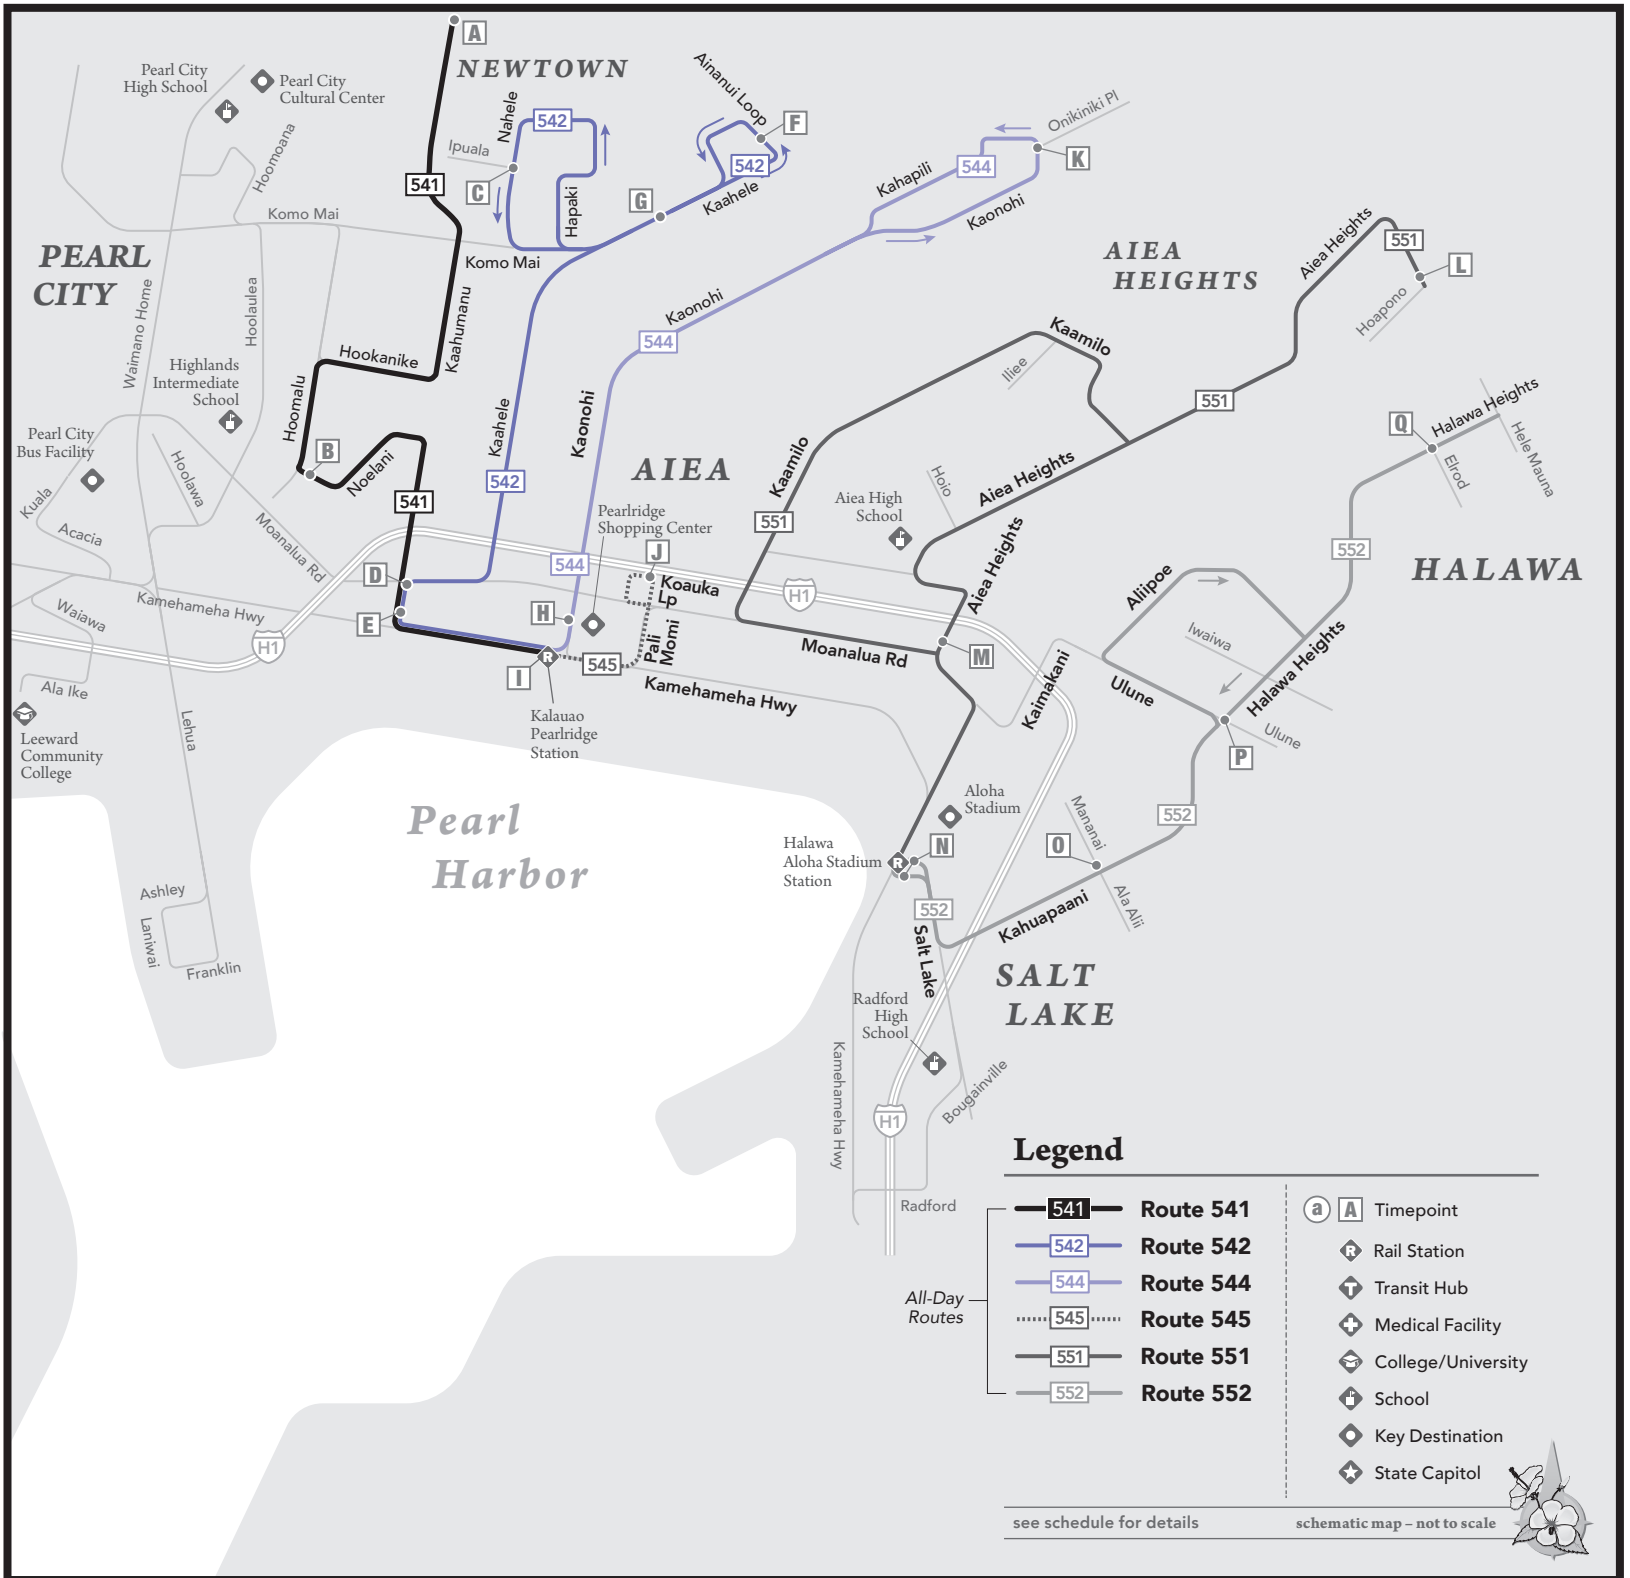 A
NEWTOWN
Pearl City
High School
Pearl City
Cultural Center
Ainanui Loop
Nahele
542
F
Onikiniki Pl
Hoomoana
Ipuala
K
541
C
542
544
Kahapili
G
Kaahele
Hapaki
Kaonohi
Komo Mai
Aiea Heights
551
PEARL
CITY
Komo Mai
AIEA
HEIGHTS
L
Waimano Home
Hoolaulea
Kaahumanu
Kaonohi
Hoapono
544
Kaamilo
Hookanike
Iliee
Highlands
Intermediate
School
Hoomalu
551
Halawa Heights
Kaahele
Kaonohi
Q
Pearl City
Bus Facility
B
Kaamilo
Hele Mauna
Hoolawa
Noelani
AIEA
Hoio
Aiea Heights
Elrod
542
Kuala
541
Aiea High
School
Pearlridge
Shopping Center
551
Acacia
Moanalua Rd
Aiea Heights
552
HALAWA
544
J
D
Koauka
Lp
H1
Aliipoe
Waiawa
Kamehameha Hwy
H
E
Iwaiwa
H1
Pali
Momi
Moanalua Rd
M
R
545
I
Halawa Heights
Ala Ike
Kamehameha Hwy
Kaimakani
Ulune
Lehua
Kalauao
Pearlridge
Station
Ulune
Leeward
Community
College
P
Aloha
Stadium
Mananai
552
Pearl
Harbor
Halawa
Aloha Stadium
Station
R
N
O
Ashley
Ala Alii
552
Kahuapaani
Laniwai
Salt Lake
Franklin
SALT
LAKE
Radford
High
School
Kamehameha Hwy
Bougainville
H1
Radford
Legend
541 Route 541
542 Route 542
544 Route 544
545 Route 545
551 Route 551
552 Route 552
All-Day
Routes
a A Timepoint
R Rail Station
T Transit Hub
Medical Facility
College/University
School
Key Destination
State Capitol
see schedule for details
schematic map – not to scale